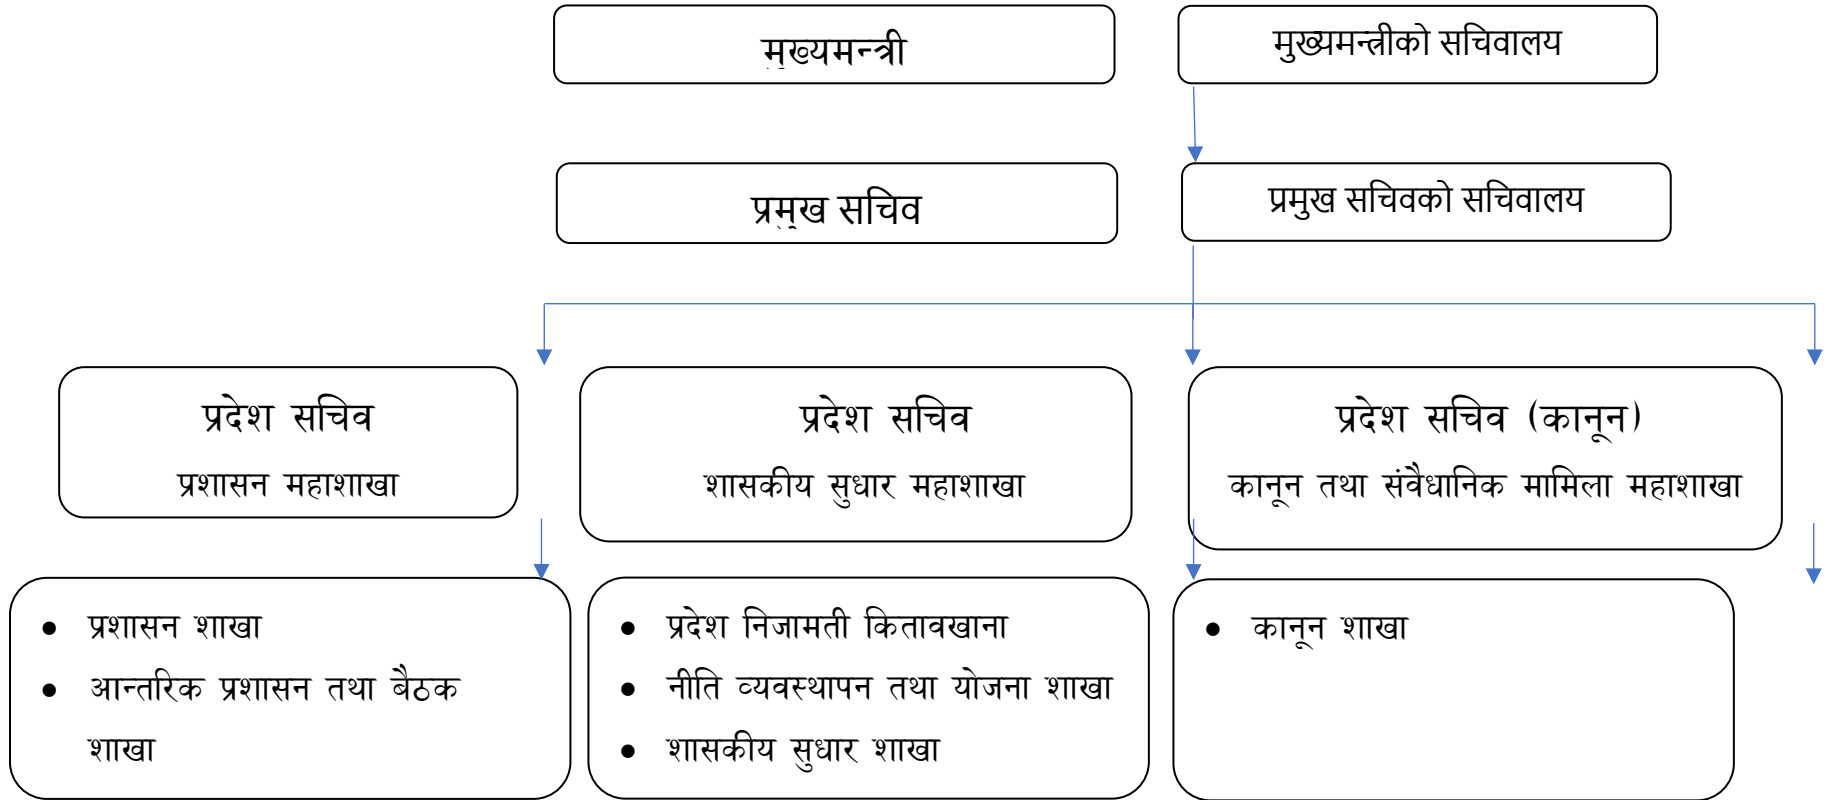 मुख्यमन्त्री
मुख्यमन्त्रीको सचिवालय
प्रमुख सचिव
प्रमुख सचिवको सचिवालय
प्रदेश सचिव
प्रशासन महाशाखा
प्रदेश सचिव
शासकीय सुधार महाशाखा
प्रदेश सचिव (कानून)
कानून तथा संवैधानिक मामिला महाशाखा
• प्रशासन शाखा
• आन्तरिक प्रशासन तथा बैठक
शाखा
• प्रदेश निजामती कितावखाना
• नीति व्यवस्थापन तथा योजना शाखा
• शासकीय सुधार शाखा
• कानून शाखा